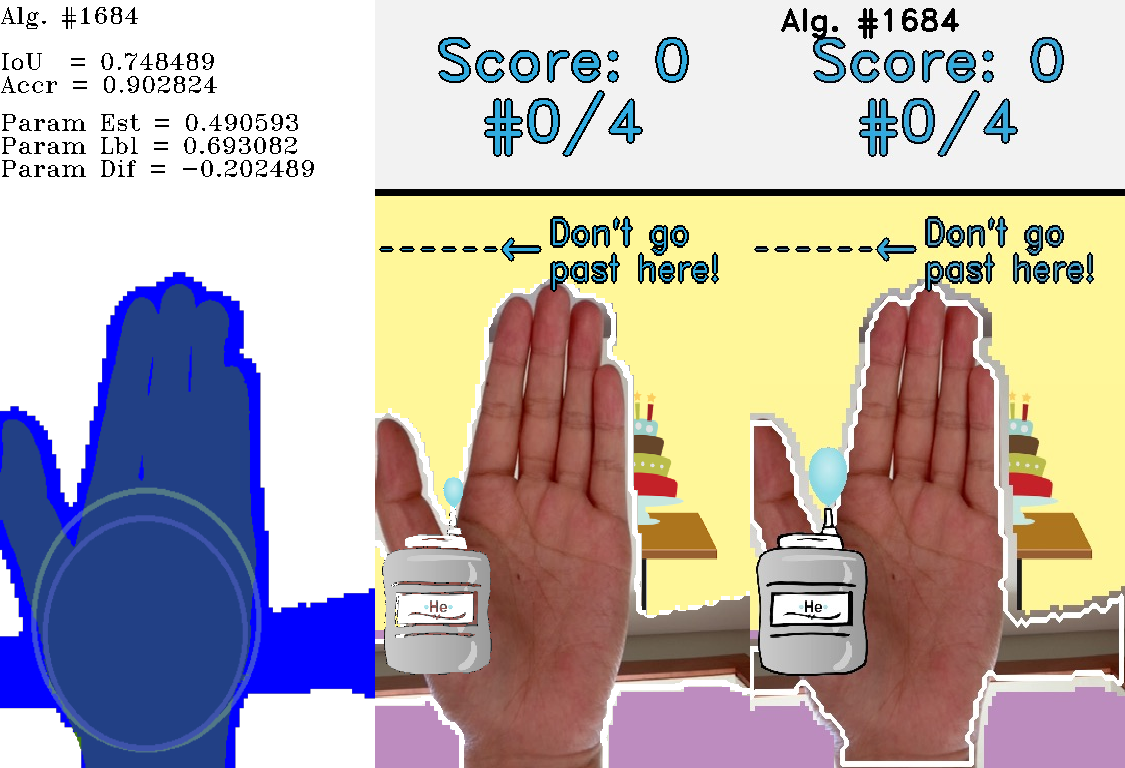 Alg. #1684
IoU = 0.748489
Accr = 0.902824
Param Est = 0.490593
Param Lbl = 0.693082
Param Dif = −0.202489
Score: 0
#0/4
Don't go
past here!
He
Alg. #1684
Score: 0
#0/4
Don't go
past here!
He